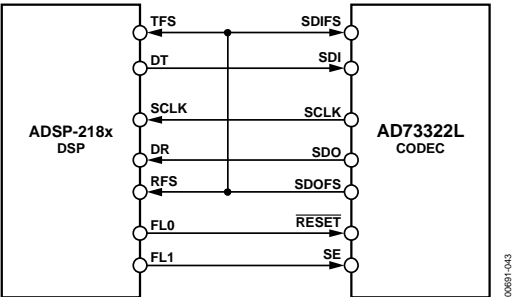 TFS SDIFS
DT SDI
SCLK SCLK
ADSP-218x
DSP
AD73322L
CODEC
DR SDO
RFS SDOFS
FL0 RESET
FL1 SE
00691-043